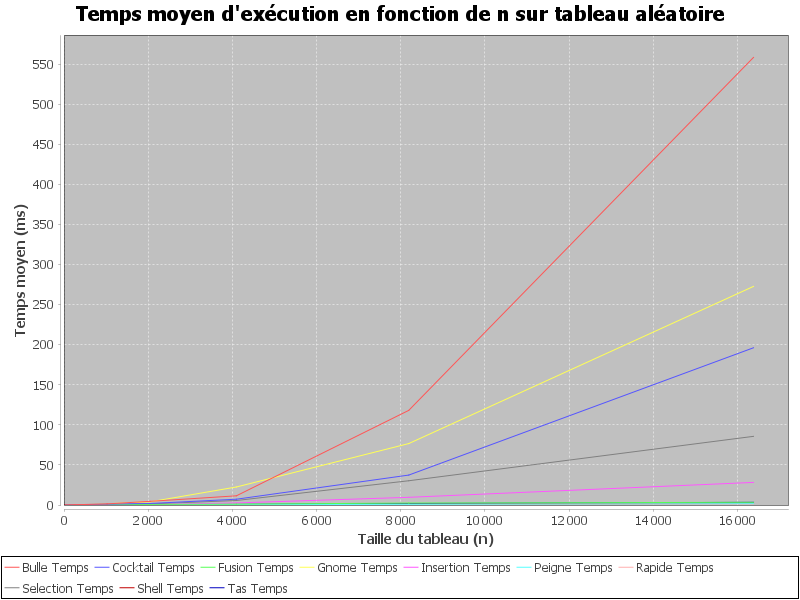 Temps moyen d'exécution en fonction de n sur tableau aléatoire
Temps moyen (ms)
550
500
450
400
350
300
250
200
150
100
50
0
0 2 000 4 000 6 000 8 000 10 000 12 000 14 000 16 000
Taille du tableau (n)
Bulle Temps Cocktail Temps Fusion Temps Gnome Temps Insertion Temps Peigne Temps Rapide Temps
Selection Temps Shell Temps Tas Temps